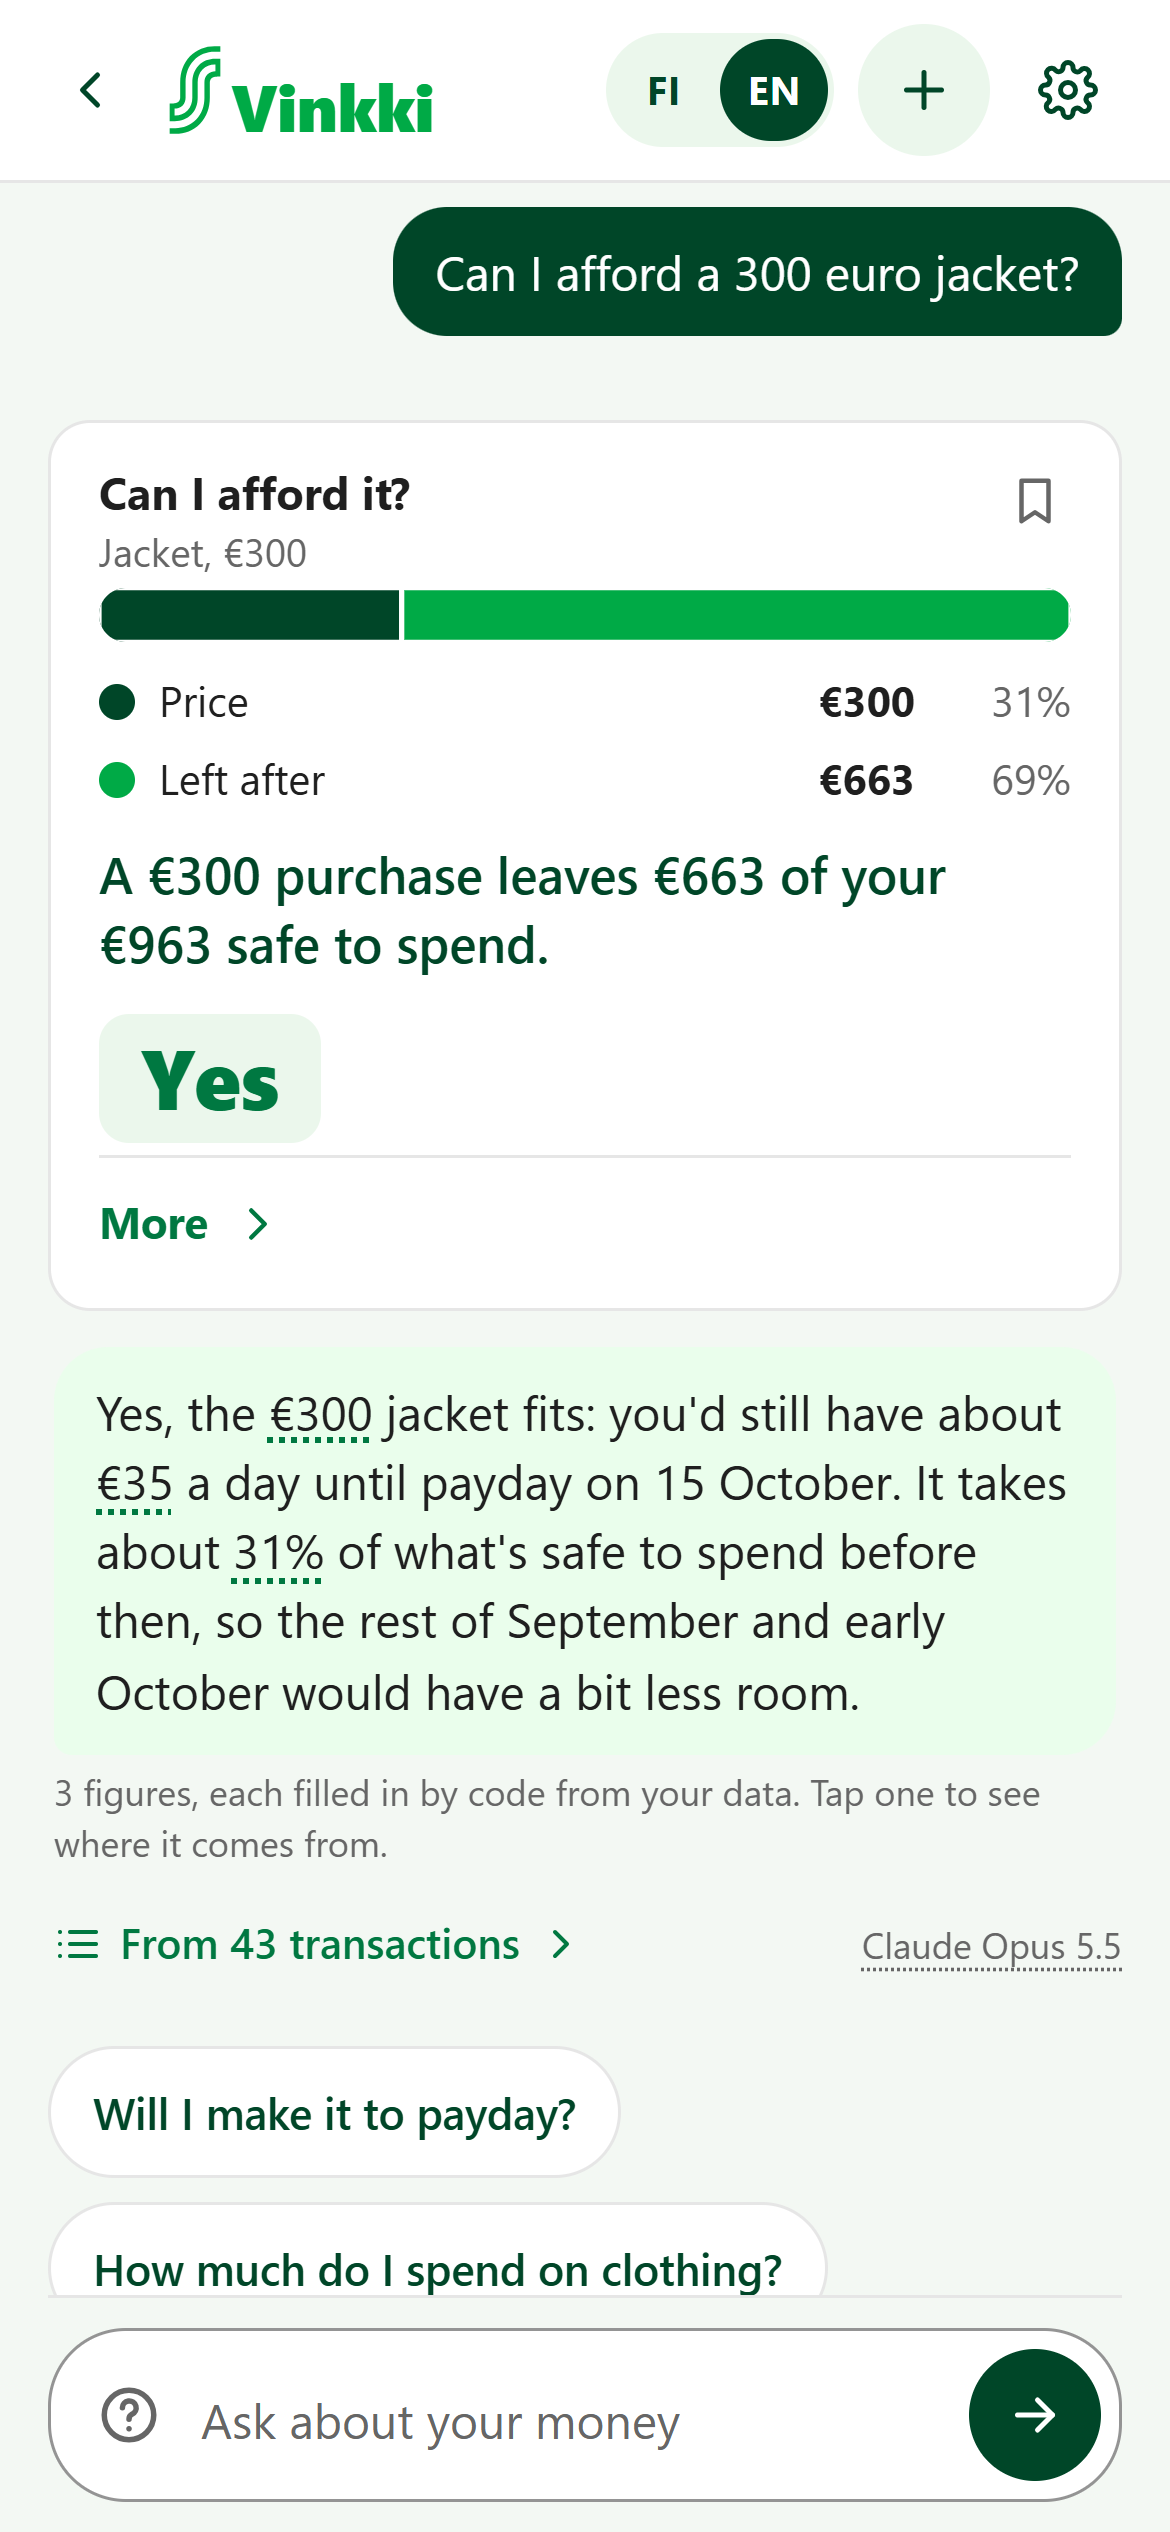 Vinkki
FI
EN
Can I afford a 300 euro jacket?
Can I afford it?
Jacket, €300
Price €300 31%
Left after €663 69%
A €300 purchase leaves €663 of your
€963 safe to spend.
Yes
More
Yes, the €300 jacket fits: you'd still have about
€35 a day until payday on 15 October. It takes
about 31% of what's safe to spend before
then, so the rest of September and early
October would have a bit less room.
3 figures, each filled in by code from your data. Tap one to see
where it comes from.
From 43 transactions
Claude Opus 5.5
Will I make it to payday?
How much do I spend on clothing?
Ask about your money